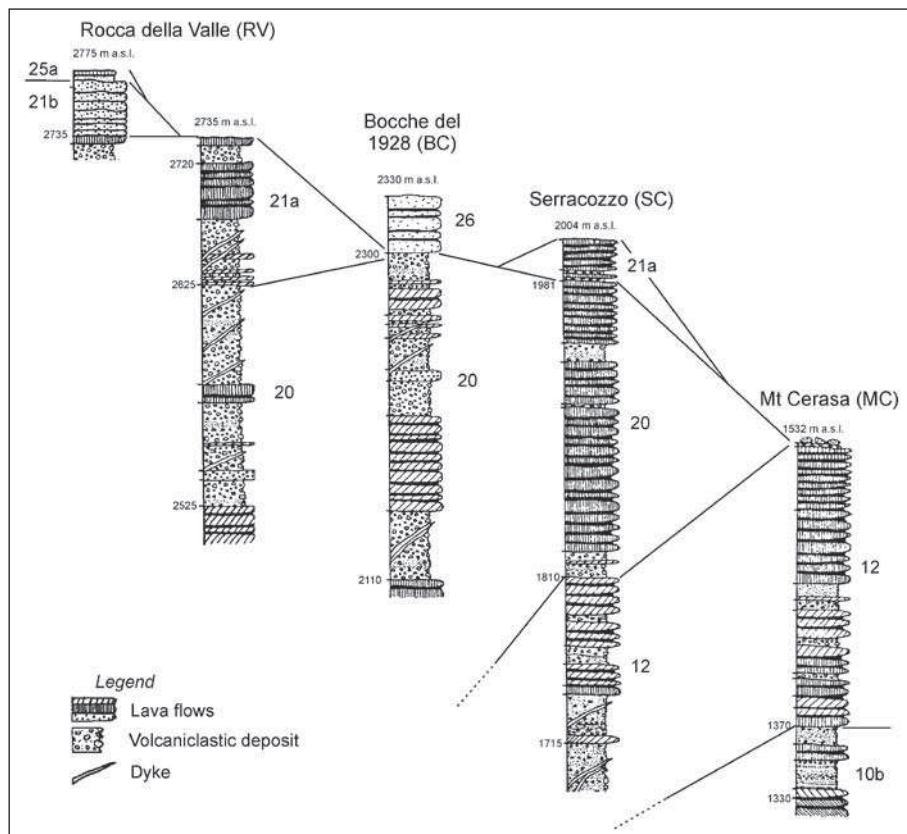 Rocca della Valle (RV)
2775 m a.s.l.
25a
21b
2735
2735 m a.s.l.
2720
21a
2625
20
2525
Bocche del
1928 (BC)
2330 m a.s.l.
26
2300
20
2110
Serracozzo (SC)
2004 m a.s.l.
21a
1981
20
1810
12
1715
Mt Cerasa (MC)
1532 m a.s.l.
12
1370
10b
1330
Legend
Lava flows
Volcaniclastic deposit
Dyke